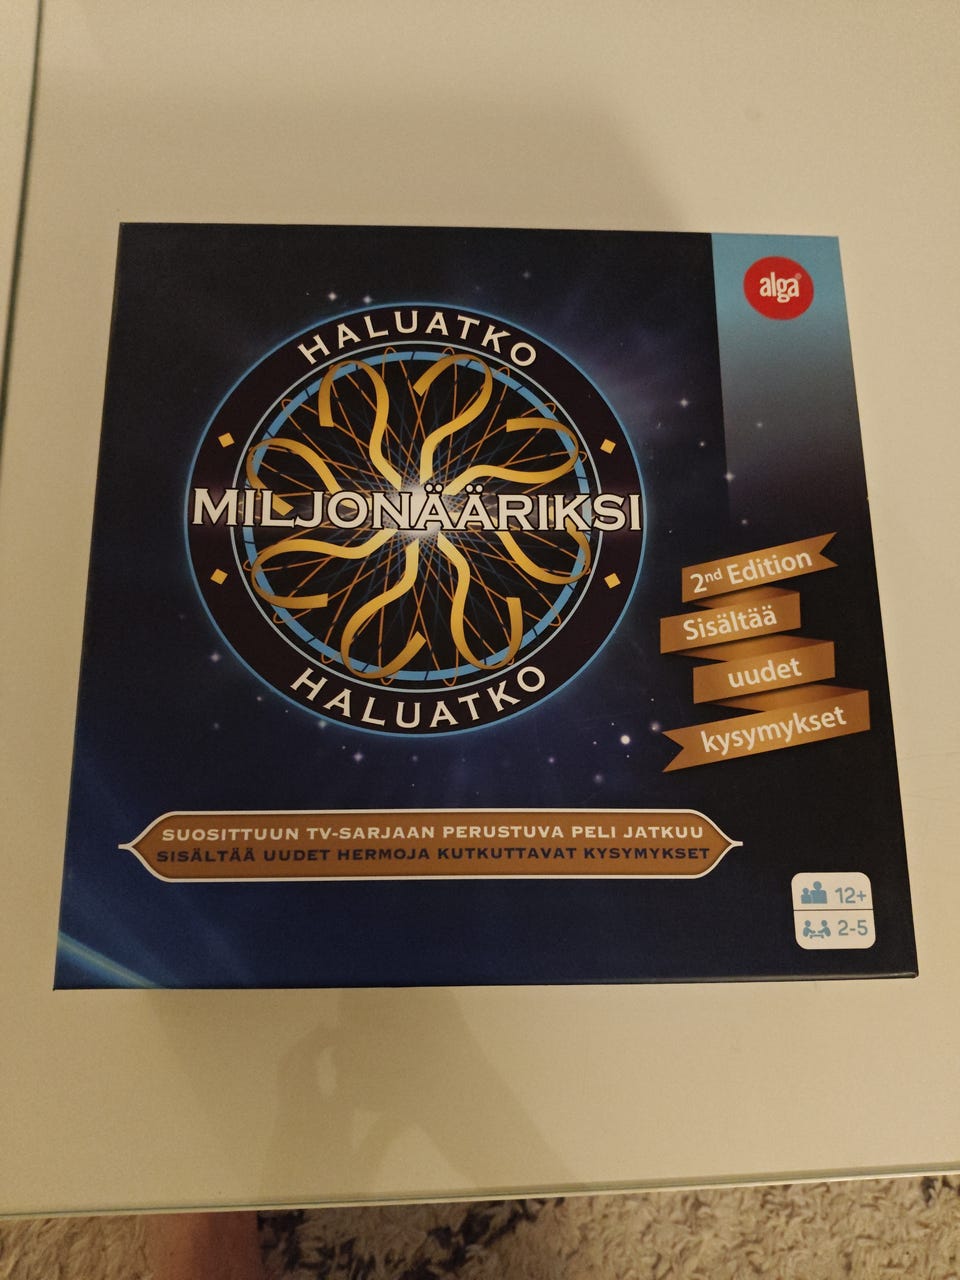 alga®
HALUATKO
MILJONÄÄRIKSI
HALUATKO
2nd Edition
Sisältää
uudet
kysymykset
SUOSITTUUN TV-SARJAAN PERUSTUVA PELI JATKUU
SISÄLTÄÄ UUDET HERMOJA KUTKUTTAVAT KYSYMYKSET
12+
2-5